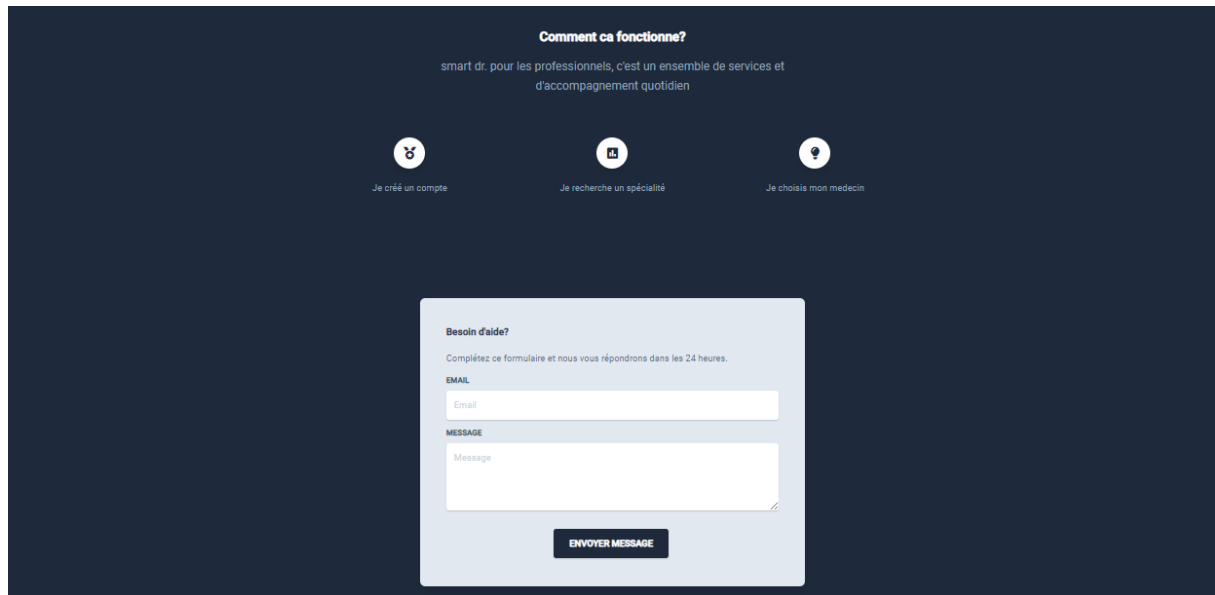 Comment ca fonctionne?
smart dr. pour les professionnels, c'est un ensemble de services et
d'accompagnement quotidien
Je créé un compte
Je recherche un spécialité
Je choisis mon medecin
Besoin d'aide?
Complétez ce formulaire et nous vous répondrons dans les 24 heures.
EMAIL
Email
MESSAGE
Message
ENVOYER MESSAGE